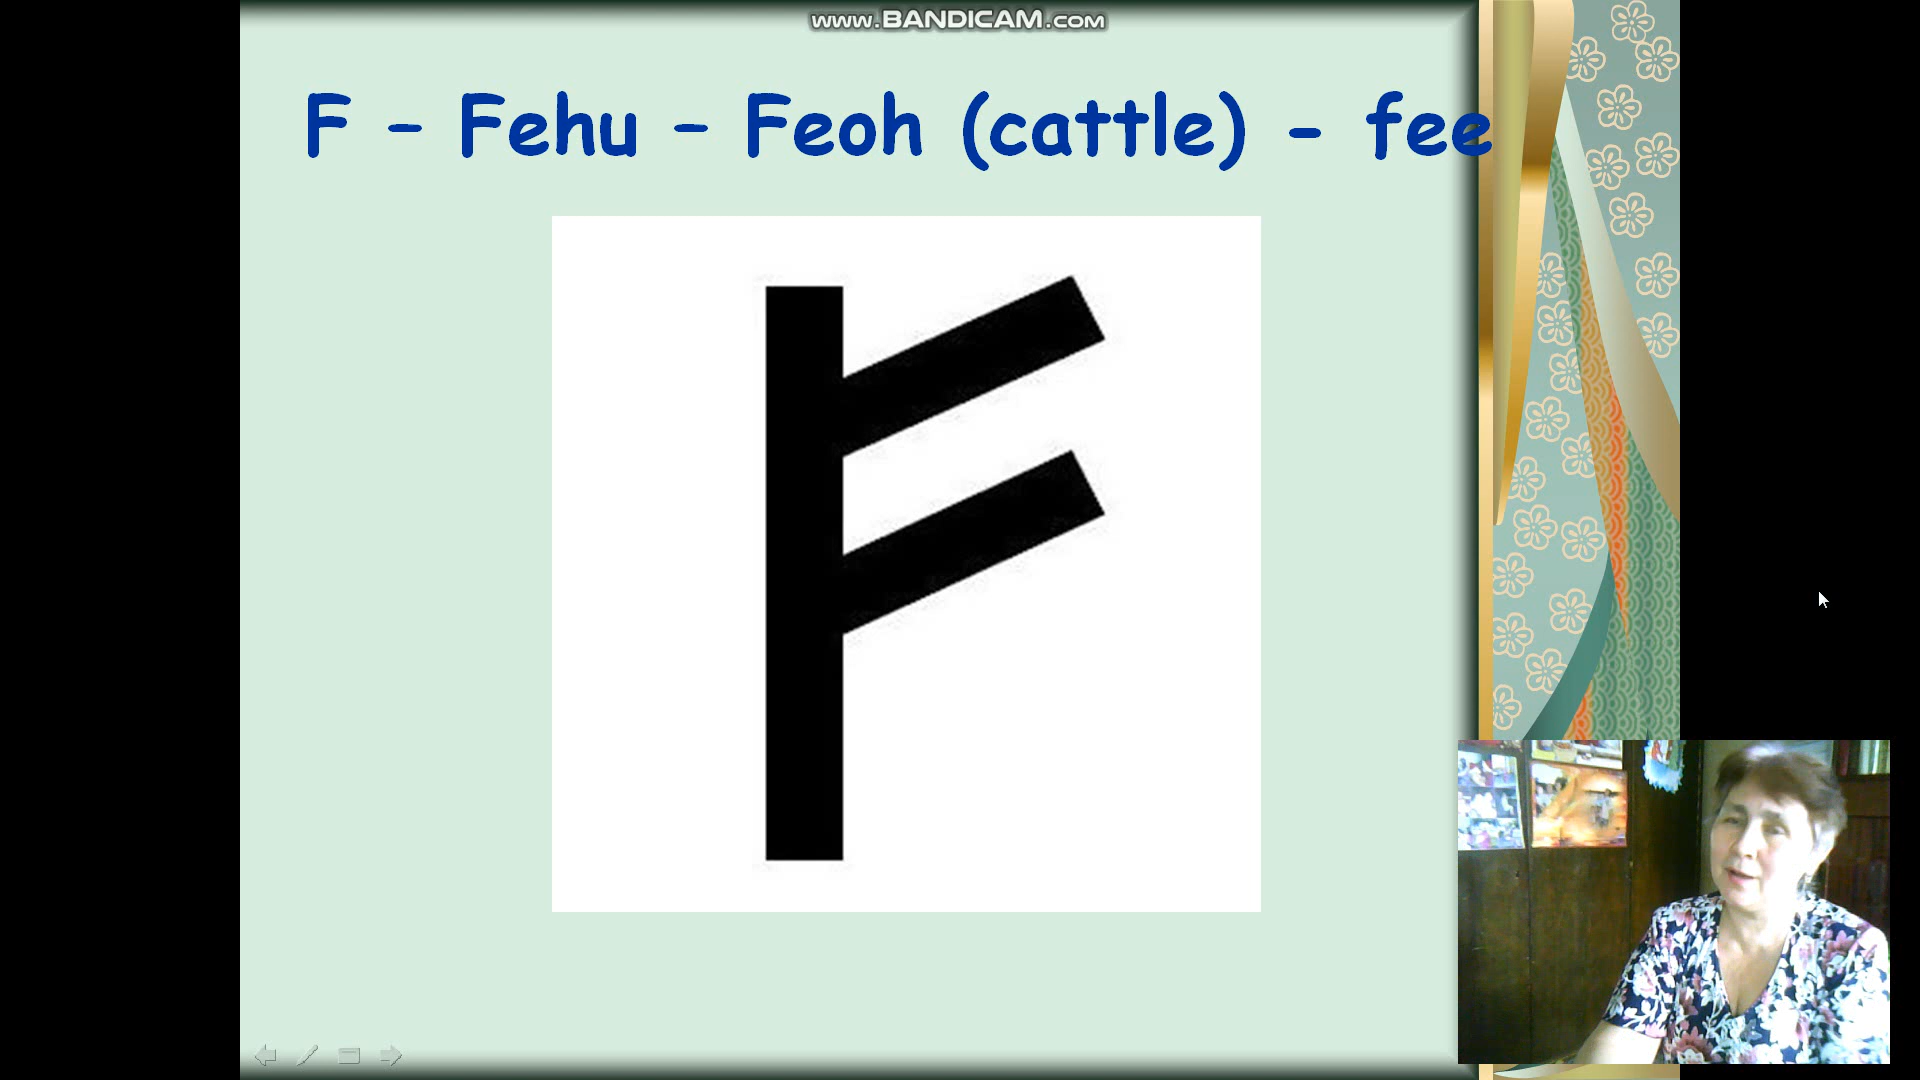 www.BANDICAM.com
F – Fehu – Feoh (cattle) - fee
ᚠ